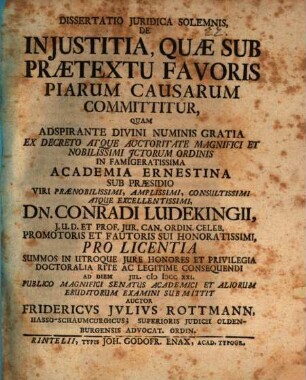 DISSERTATIO JURIDICA SOLEMNIS,
DE
INJUSTITIA, QUÆ SUB
PRÆTEXTU FAVORIS
PIARUM CAUSARUM
COMMITTITUR,
QUAM
ADSPIRANTE DIVINI NUMINIS GRATIA
EX DECRETO ATQUE AUCTORITATE MAGNIFICI ET
NOBILISSIMI JCTORUM ORDINIS
IN FAMIGERATISSIMA
ACADEMIA ERNESTINA
SUB PRÆSIDIO
VIRI PRÆNOBILISSIMI, AMPLISSIMI, CONSULTISSIMI
ATQUE EXCELLENTISSIMI,
DN. CONRADI LUDEKINGII,
J. U. D. ET PROF. JUR. CAN. ORDIN. CELEB.
PROMOTORIS ET FAUTORIS SUI HONORATISSIMI,
PRO LICENTIA
SUMMOS IN UTROQUE JURE HONORES ET PRIVILEGIA
DOCTORALIA RITE AC LEGITIME CONSEQUENDI
AD DIEM JUL. CIƆ IƆCC XXI.
PUBLICO MAGNIFICI SENATUS ACADEMICI ET ALIORUM
ERUDITORUM EXAMINI SUBMITTIT
AUCTOR
FRIDERICVS JVLIVS ROTTMANN,
HASSO-SCHAUMCURGICUS; SUPERIORIS JUDICII OLDEN-
BURGENSIS ADVOCAT. ORDIN.
RINTELII, TYPIS JOH. GODOFR. ENAX, ACAD. TYPOGR.